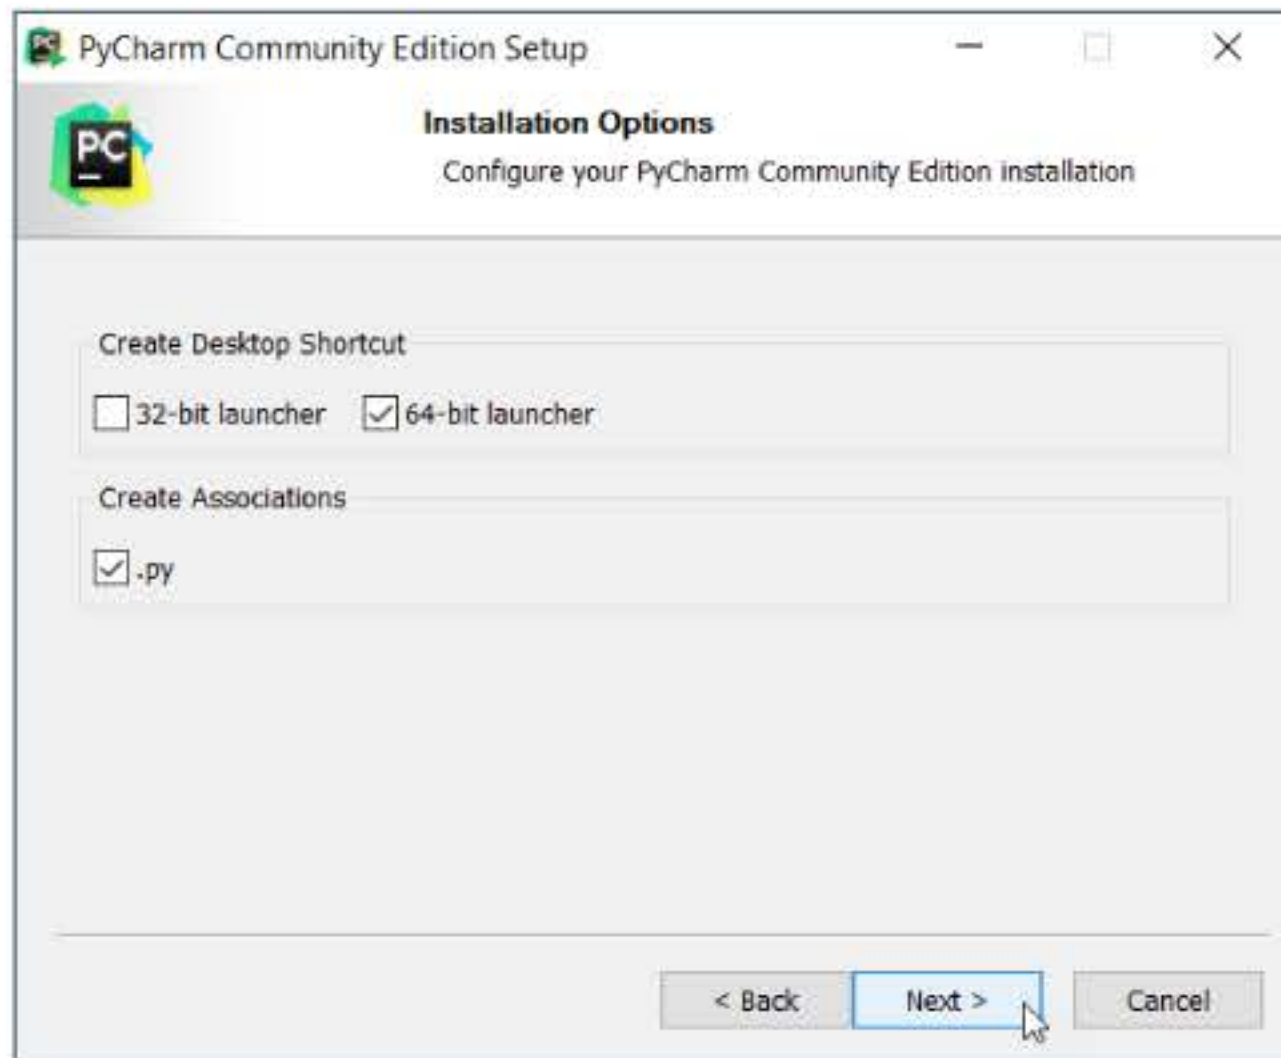 PyCharm Community Edition Setup
PC
Installation Options
Configure your PyCharm Community Edition installation
Create Desktop Shortcut
32-bit launcher 64-bit launcher
Create Associations
.py
< Back Next > Cancel